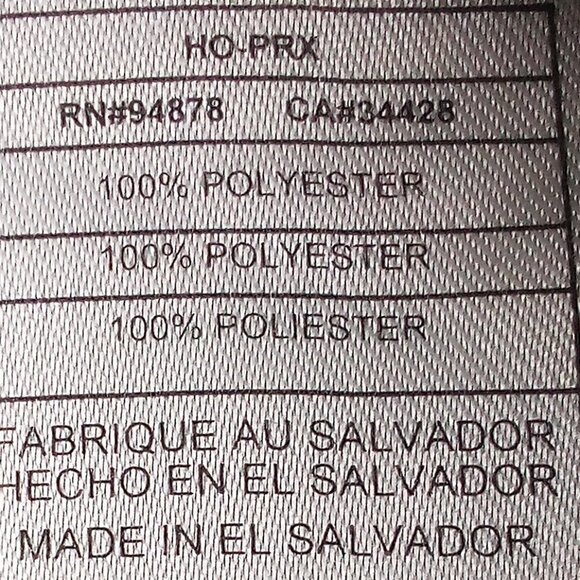 HO-PRX
RN#94878 CA#34428
100% POLYESTER
100% POLYESTER
100% POLIESTER
FABRIQUE AU SALVADOR
HECHO EN EL SALVADOR
MADE IN EL SALVADOR